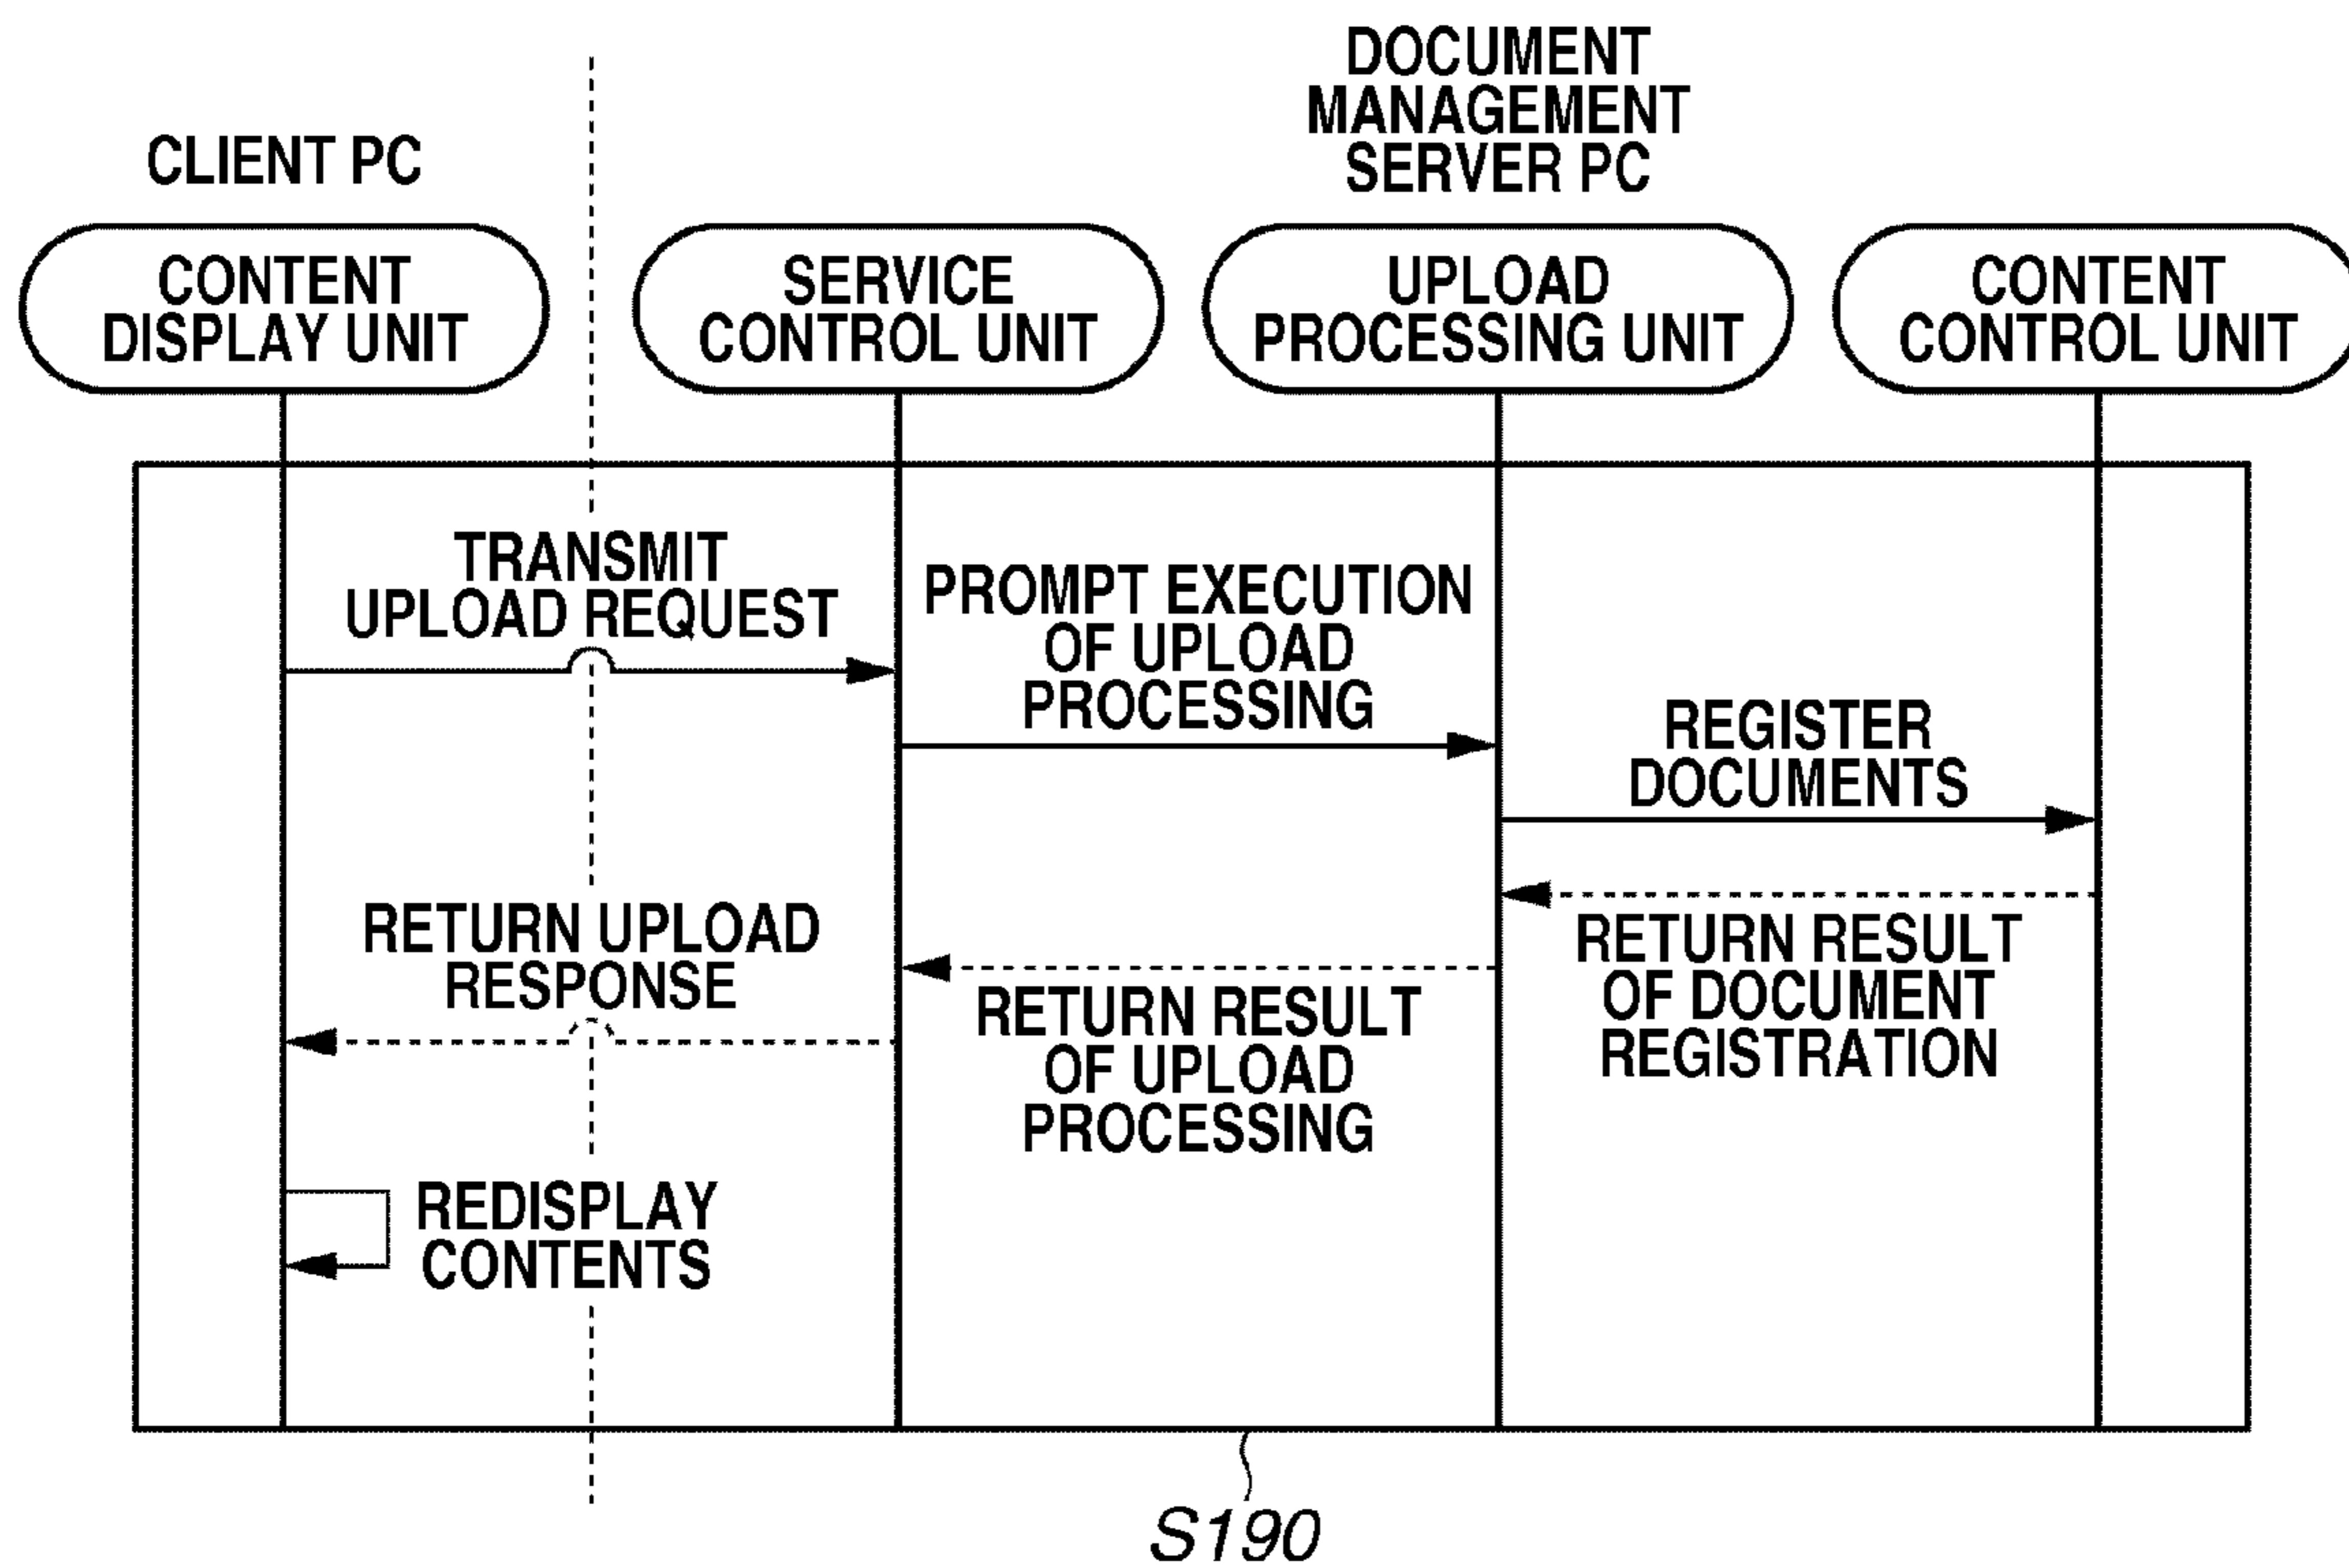 CLIENT PC
DOCUMENT
MANAGEMENT
SERVER PC
CONTENT
DISPLAY UNIT
SERVICE
CONTROL UNIT
UPLOAD
PROCESSING UNIT
CONTENT
CONTROL UNIT
TRANSMIT
UPLOAD REQUEST
PROMPT EXECUTION
OF UPLOAD
PROCESSING
REGISTER
DOCUMENTS
RETURN RESULT
OF DOCUMENT
REGISTRATION
RETURN RESULT
OF UPLOAD
PROCESSING
RETURN UPLOAD
RESPONSE
REDISPLAY
CONTENTS
S190